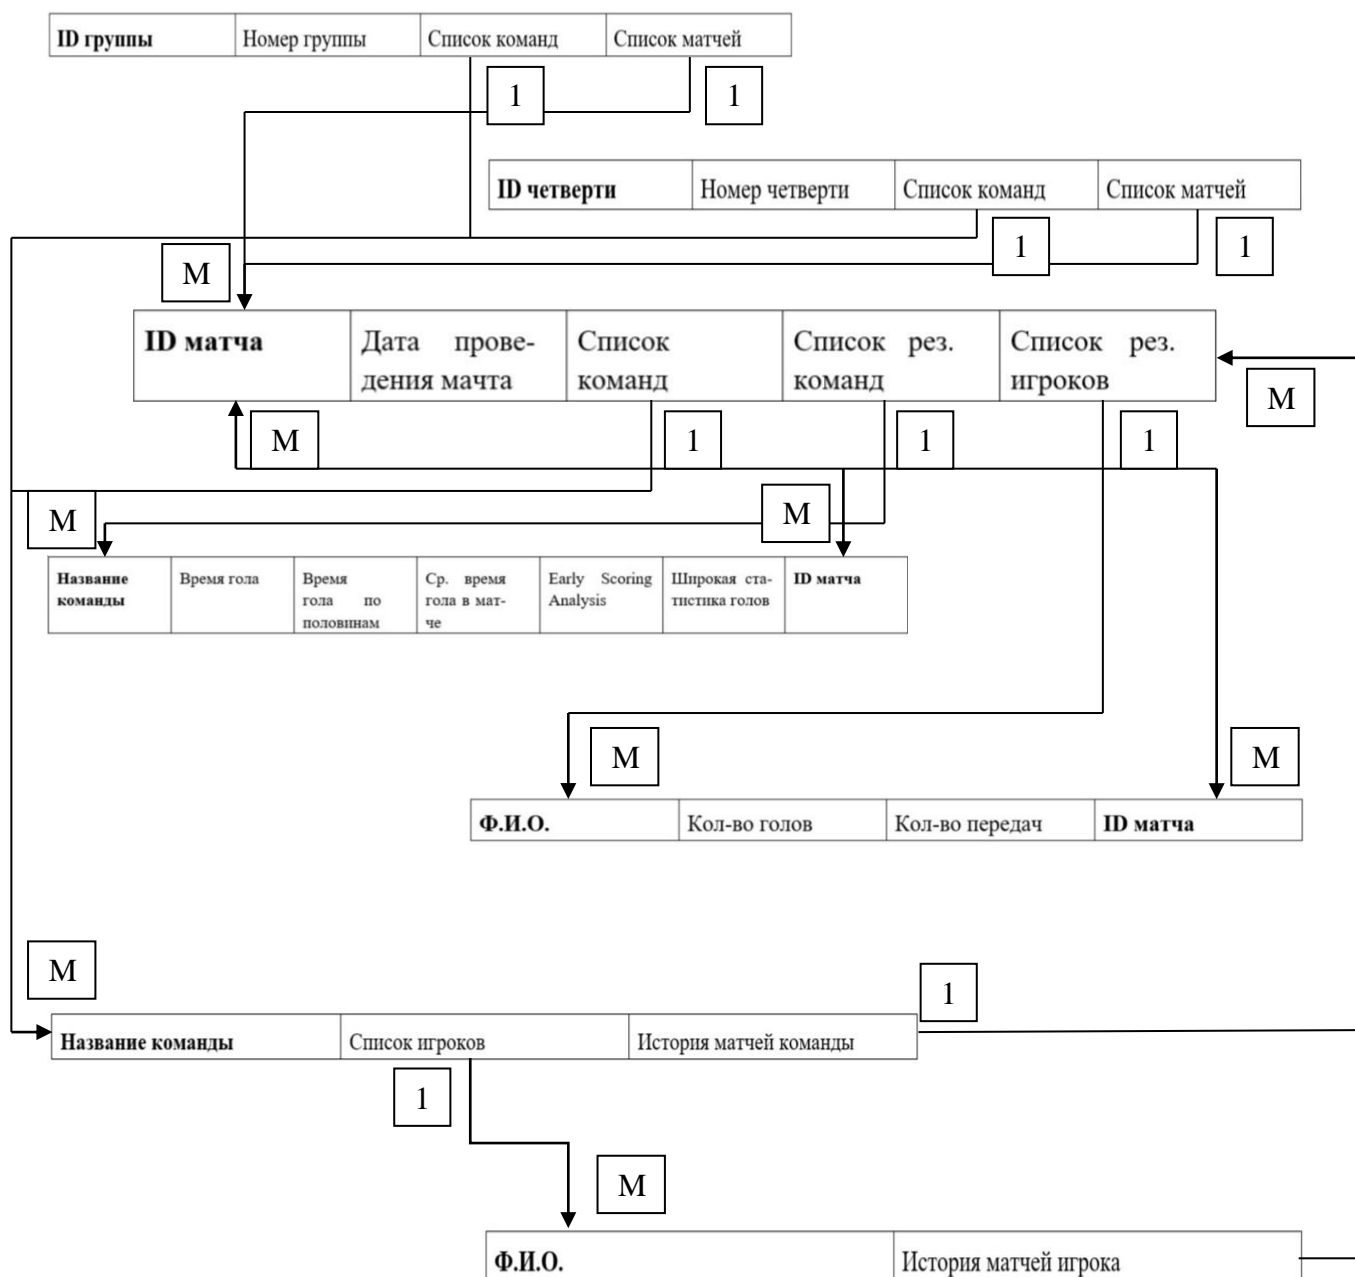 ID группы Номер группы Список команд Список матчей
1 1
ID четверти Номер четверти Список команд Список матчей
1 1
М
ID матча Дата прове- Список Список рез. Список рез.
дения мачта команд команд игроков
М
М 1 1 1
М М
Название Время гола Время Ср. время Early Scoring Широкая ста- ID матча
команды гола по гола в мат- Analysis тистика голов
половинам че
М М
Ф.И.О. Кол-во голов Кол-во передач ID матча
М 1
Название команды Список игроков История матчей команды
1
М
Ф.И.О. История матчей игрока